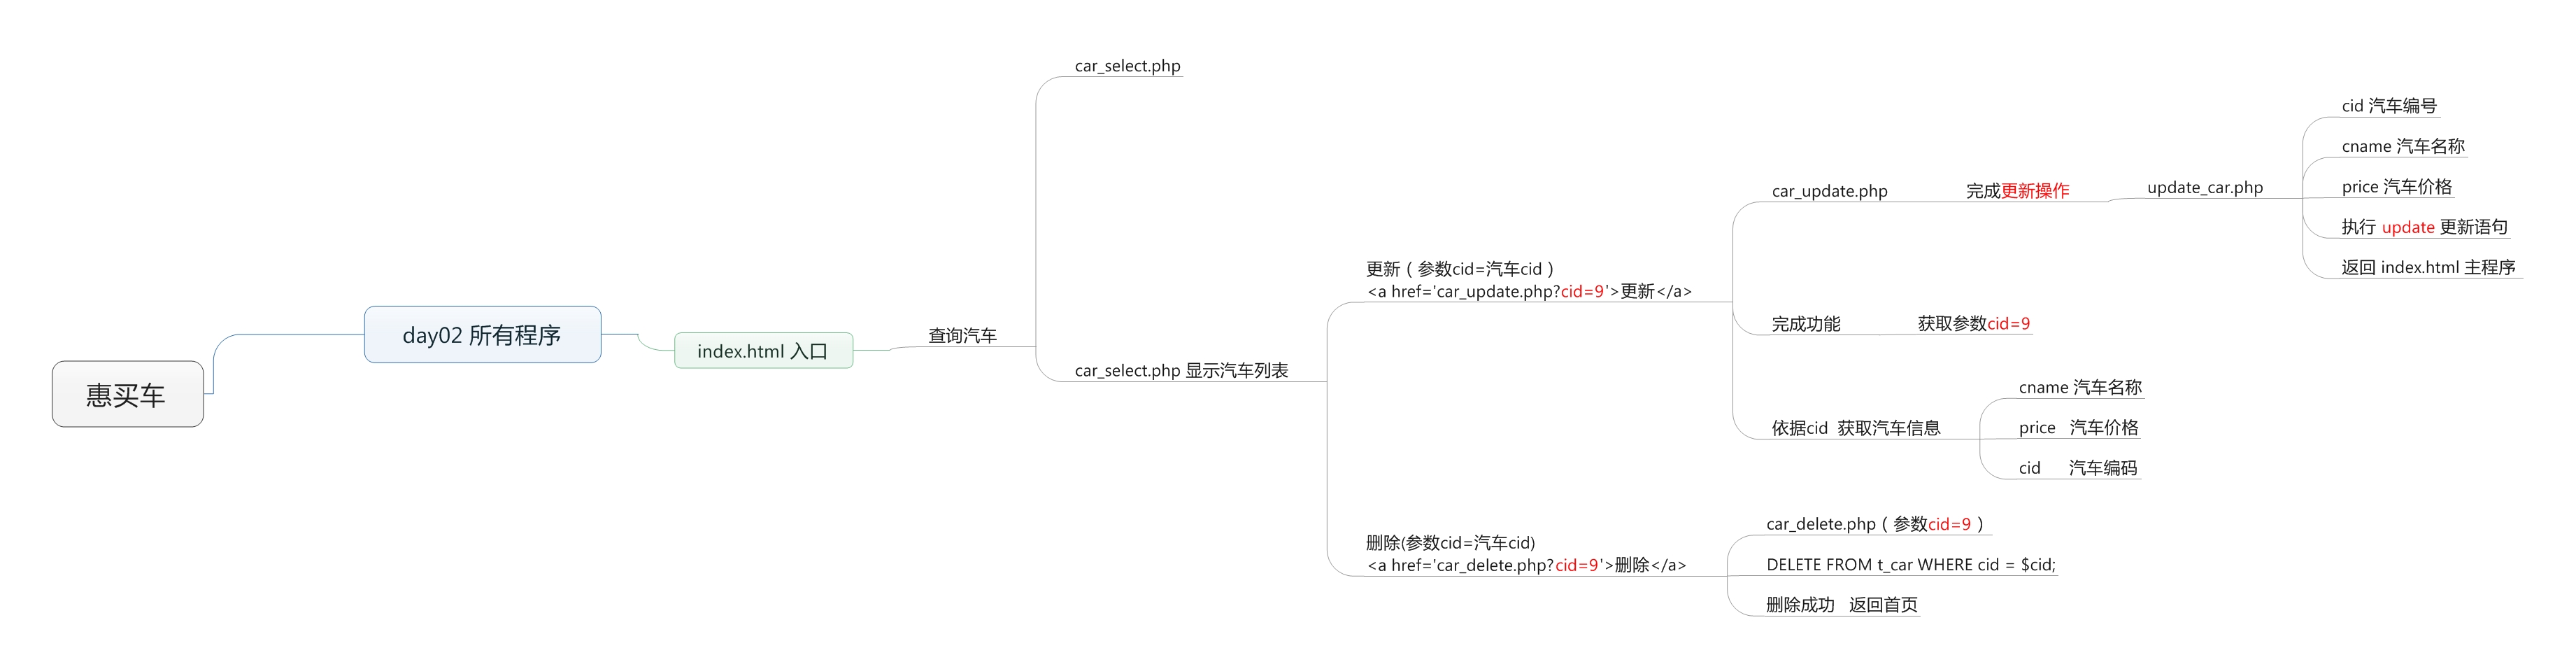 惠买车
day02 所有程序
index.html 入口
查询汽车
car_select.php
car_select.php 显示汽车列表
更新（参数cid=汽车cid）
<a href='car_update.php?cid=9'>更新</a>
car_update.php
完成更新操作
update_car.php
cid 汽车编号
cname 汽车名称
price 汽车价格
执行 update 更新语句
返回 index.html 主程序
完成功能
获取参数cid=9
依据cid 获取汽车信息
cname 汽车名称
price 汽车价格
cid 汽车编码
删除(参数cid=汽车cid)
<a href='car_delete.php?cid=9'>删除</a>
car_delete.php（参数cid=9）
DELETE FROM t_car WHERE cid = $cid;
删除成功 返回首页